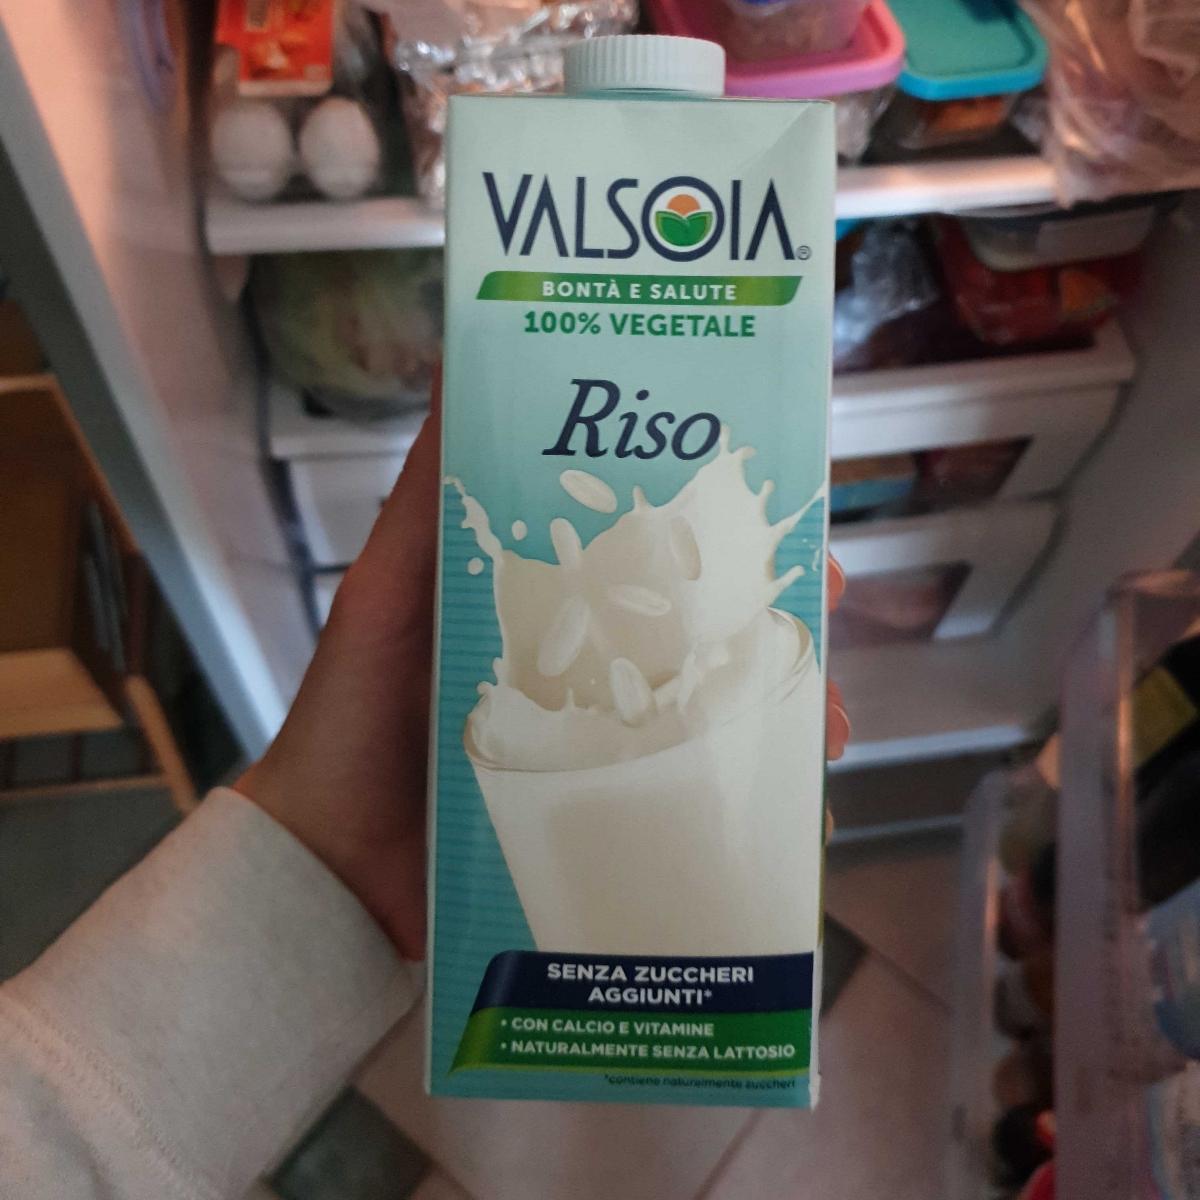 VALSOIA®
BONTÀ E SALUTE
100% VEGETALE
Riso
SENZA ZUCCHERI
AGGIUNTI*
• CON CALCIO E VITAMINE
• NATURALMENTE SENZA LATTOSIO
*contiene naturalmente zuccheri